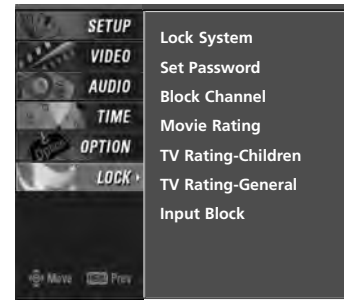 SETUP
VIDEO
AUDIO
TIME
OPTION
LOCK
Move Prev
Lock System
Set Password
Block Channel
Movie Rating
TV Rating-Children
TV Rating-General
Input Block